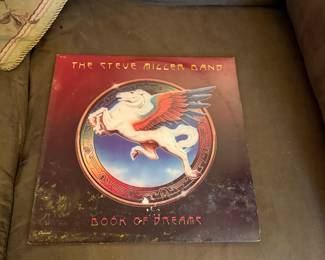 THE STEVE MILLER BAND
BOOK OF DREAMS